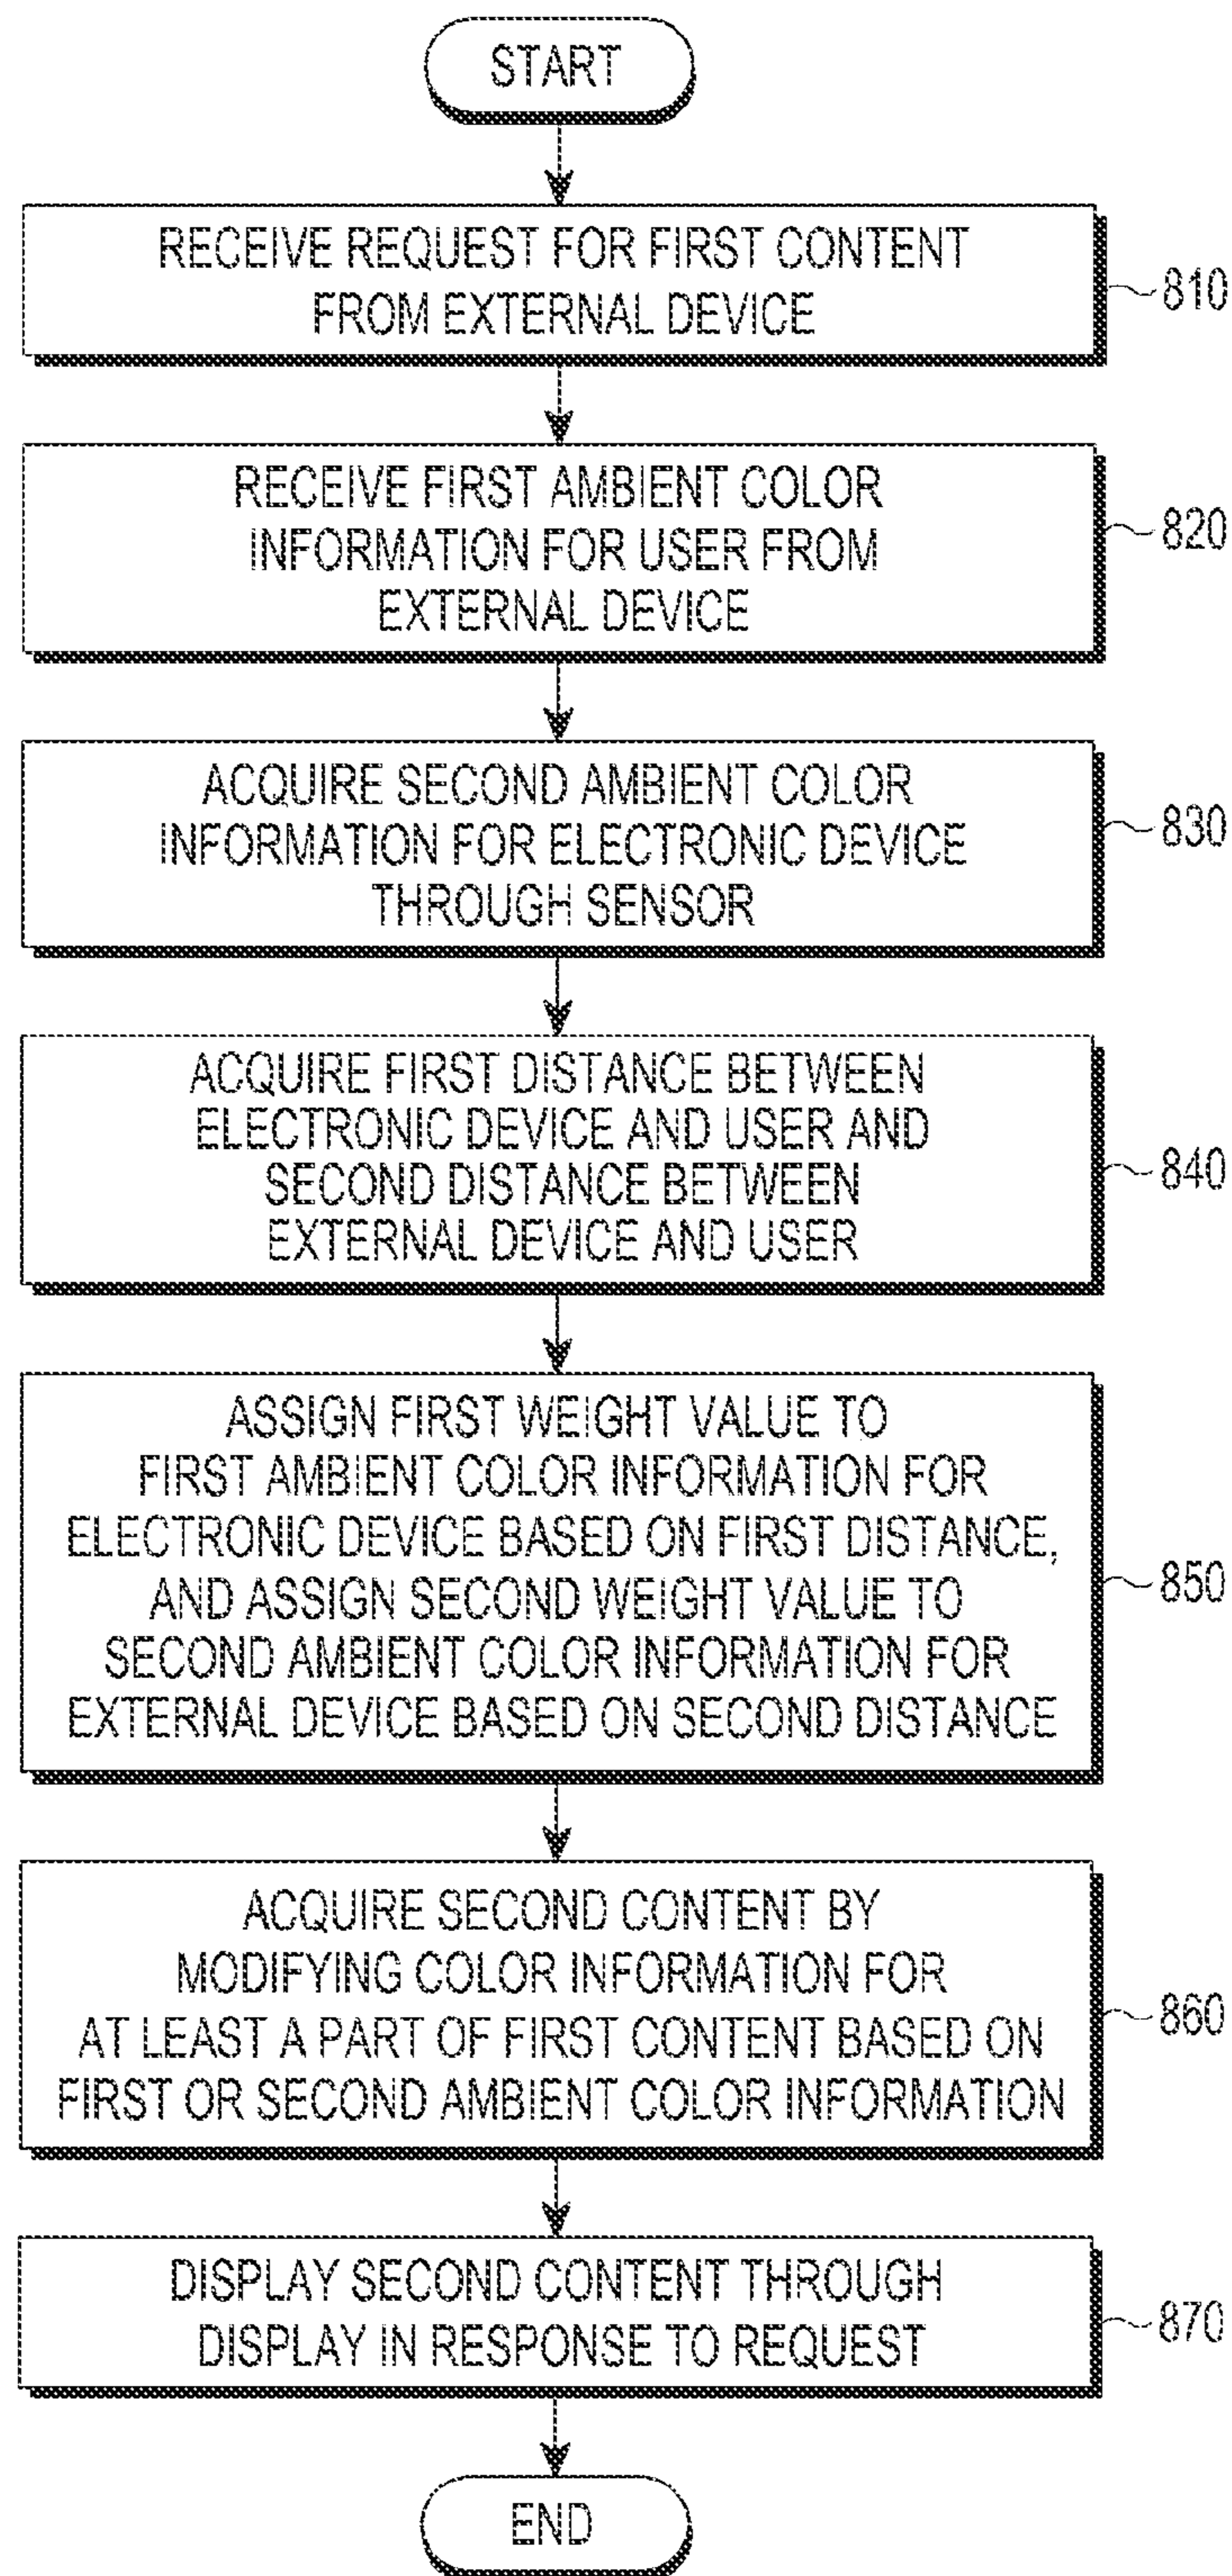 START
RECEIVE REQUEST FOR FIRST CONTENT
FROM EXTERNAL DEVICE
810
RECEIVE FIRST AMBIENT COLOR
INFORMATION FOR USER FROM
EXTERNAL DEVICE
820
ACQUIRE SECOND AMBIENT COLOR
INFORMATION FOR ELECTRONIC DEVICE
THROUGH SENSOR
830
ACQUIRE FIRST DISTANCE BETWEEN
ELECTRONIC DEVICE AND USER AND
SECOND DISTANCE BETWEEN
EXTERNAL DEVICE AND USER
840
ASSIGN FIRST WEIGHT VALUE TO
FIRST AMBIENT COLOR INFORMATION FOR
ELECTRONIC DEVICE BASED ON FIRST DISTANCE,
AND ASSIGN SECOND WEIGHT VALUE TO
SECOND AMBIENT COLOR INFORMATION FOR
EXTERNAL DEVICE BASED ON SECOND DISTANCE
850
ACQUIRE SECOND CONTENT BY
MODIFYING COLOR INFORMATION FOR
AT LEAST A PART OF FIRST CONTENT BASED ON
FIRST OR SECOND AMBIENT COLOR INFORMATION
860
DISPLAY SECOND CONTENT THROUGH
DISPLAY IN RESPONSE TO REQUEST
870
END